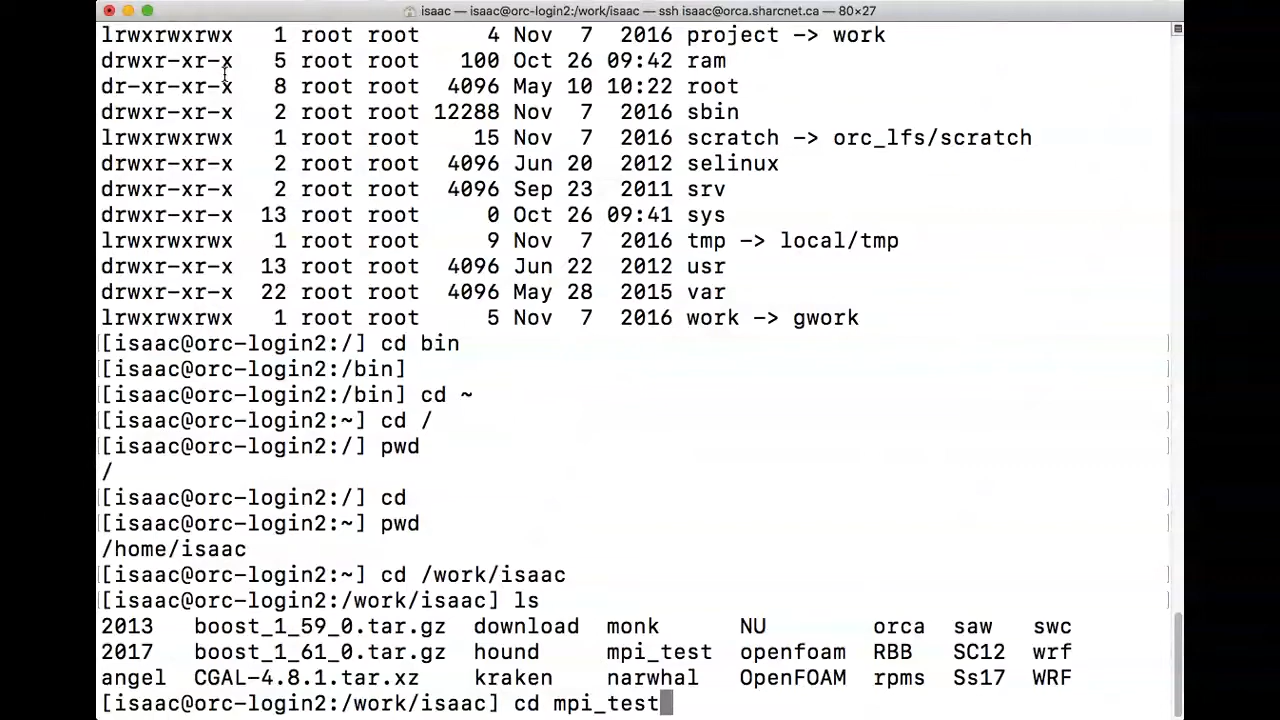 isaac — isaac@orc-login2:/work/isaac — ssh isaac@orca.sharcnet.ca — 80×27
lrwxrwxrwx 1 root root 4 Nov 7 2016 project -> work
drwxr-xr-x 5 root root 100 Oct 26 09:42 ram
dr-xr-xr-x 8 root root 4096 May 10 10:22 root
drwxr-xr-x 2 root root 12288 Nov 7 2016 sbin
lrwxrwxrwx 1 root root 15 Nov 7 2016 scratch -> orc_lfs/scratch
drwxr-xr-x 2 root root 4096 Jun 20 2012 selinux
drwxr-xr-x 2 root root 4096 Sep 23 2011 srv
drwxr-xr-x 13 root root 0 Oct 26 09:41 sys
lrwxrwxrwx 1 root root 9 Nov 7 2016 tmp -> local/tmp
drwxr-xr-x 13 root root 4096 Jun 22 2012 usr
drwxr-xr-x 22 root root 4096 May 28 2015 var
lrwxrwxrwx 1 root root 5 Nov 7 2016 work -> gwork
[isaac@orc-login2:/] cd bin
[isaac@orc-login2:/bin]
[isaac@orc-login2:/bin] cd ~
[isaac@orc-login2:~] cd /
[isaac@orc-login2:/] pwd
/
[isaac@orc-login2:/] cd
[isaac@orc-login2:~] pwd
/home/isaac
[isaac@orc-login2:~] cd /work/isaac
[isaac@orc-login2:/work/isaac] ls
2013 boost_1_59_0.tar.gz download monk NU orca saw swc
2017 boost_1_61_0.tar.gz hound mpi_test openfoam RBB SC12 wrf
angel CGAL-4.8.1.tar.xz kraken narwhal OpenFOAM rpms Ss17 WRF
[isaac@orc-login2:/work/isaac] cd mpi_test